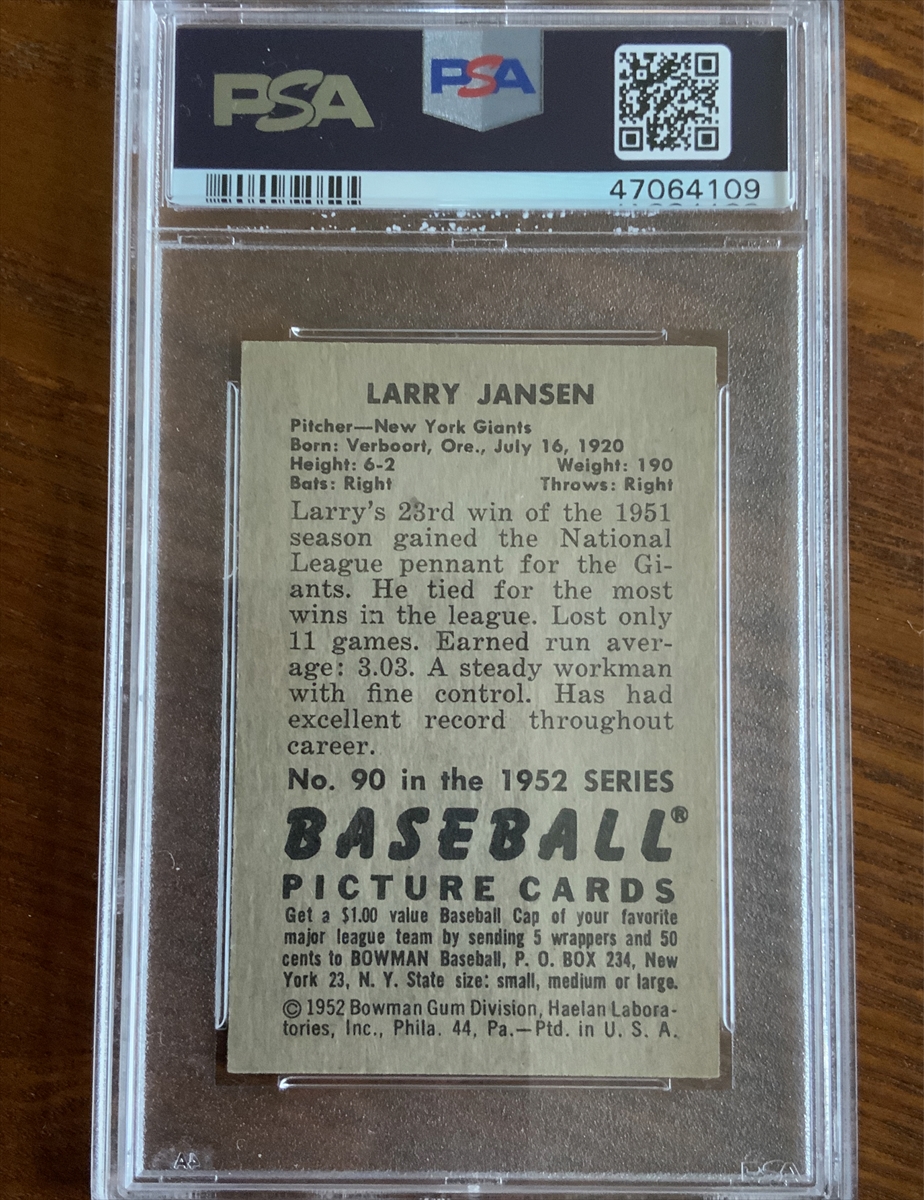 PSA
PSA
47064109
LARRY JANSEN
Pitcher—New York Giants
Born: Verboort, Ore., July 16, 1920
Height: 6-2 Weight: 190
Bats: Right Throws: Right
Larry's 23rd win of the 1951
season gained the National
League pennant for the Gi-
ants. He tied for the most
wins in the league. Lost only
11 games. Earned run aver-
age: 3.03. A steady workman
with fine control. Has had
excellent record throughout
career.
No. 90 in the 1952 SERIES
BASEBALL®
PICTURE CARDS
Get a $1.00 value Baseball Cap of your favorite
major league team by sending 5 wrappers and 50
cents to BOWMAN Baseball, P. O. BOX 234, New
York 23, N. Y. State size: small, medium or large.
© 1952 Bowman Gum Division, Haelan Labora-
tories, Inc., Phila. 44, Pa.—Ptd. in U. S. A.
PSA